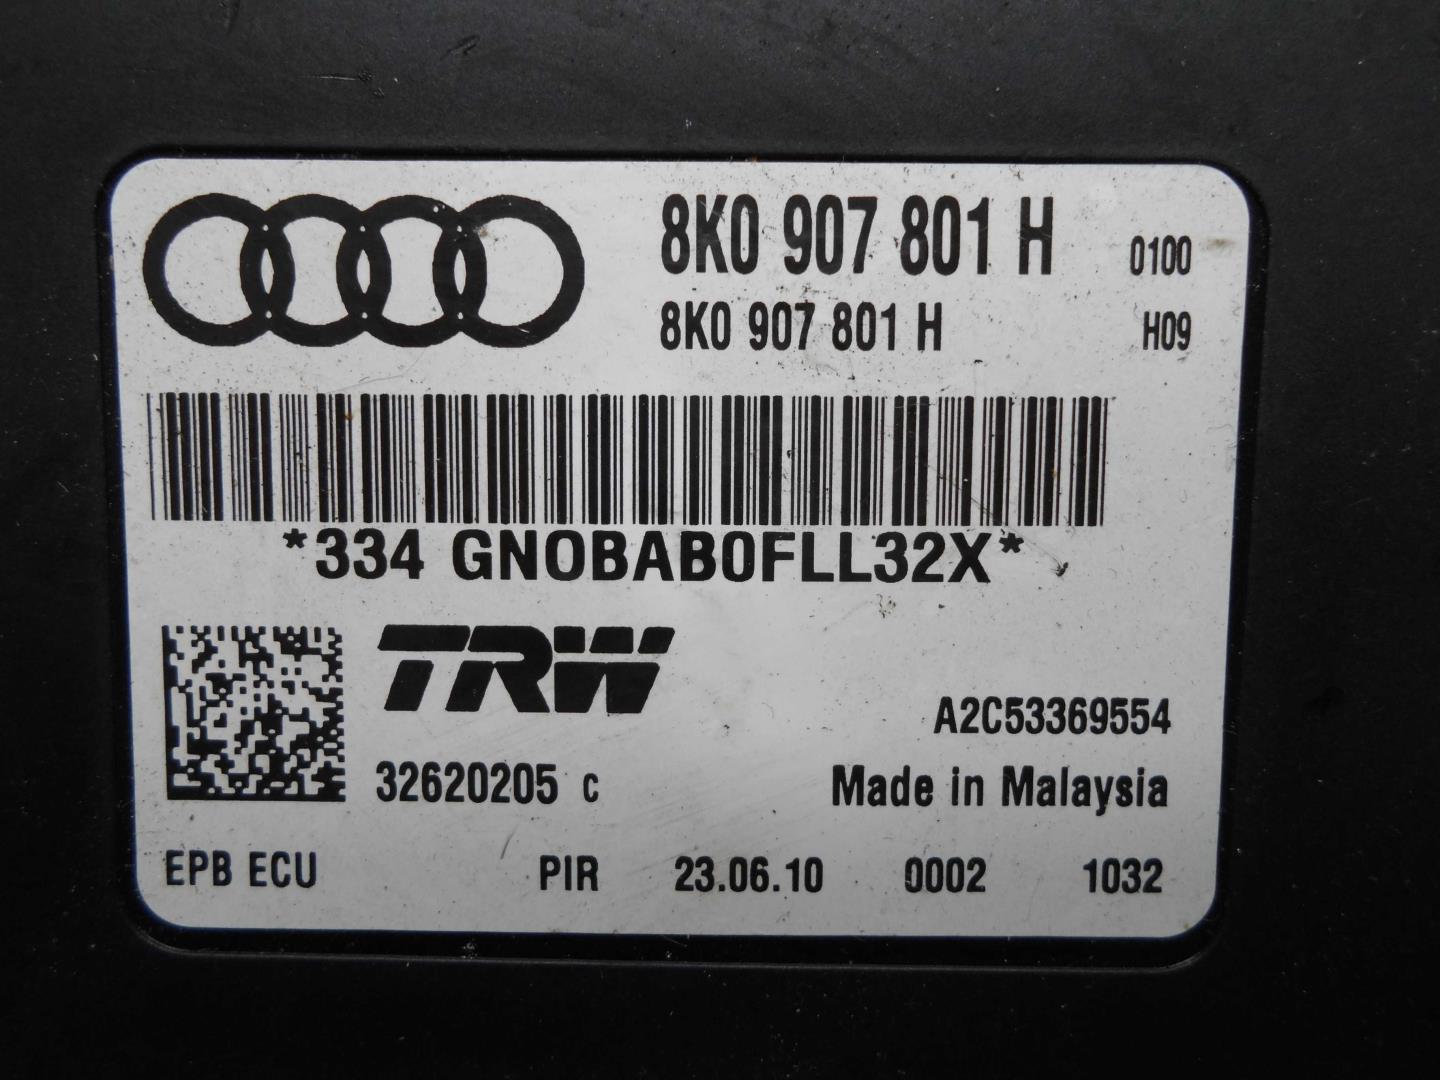 8K0 907 801 H 0100
8K0 907 801 H H09
*334 GN0BAB0FLL32X*
TRW
A2C53369554
32620205 C Made in Malaysia
EPB ECU PIR 23.06.10 0002 1032